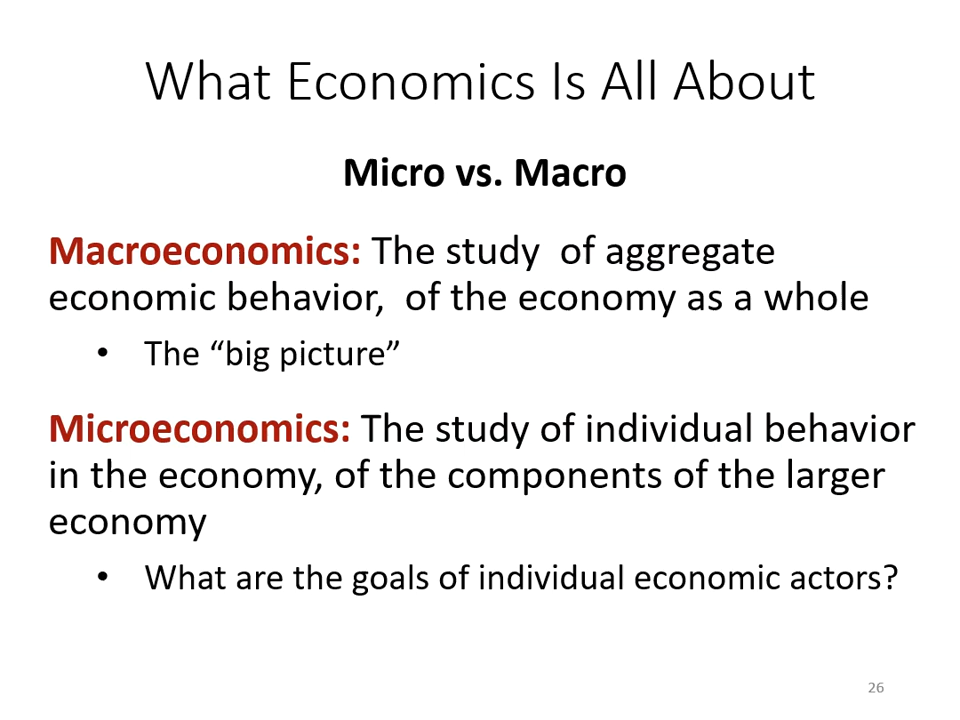 What Economics Is All About
Micro vs. Macro
Macroeconomics: The study  of aggregate
economic behavior,  of the economy as a whole
• The “big picture”
Microeconomics: The study of individual behavior
in the economy, of the components of the larger
economy
• What are the goals of individual economic actors?
26